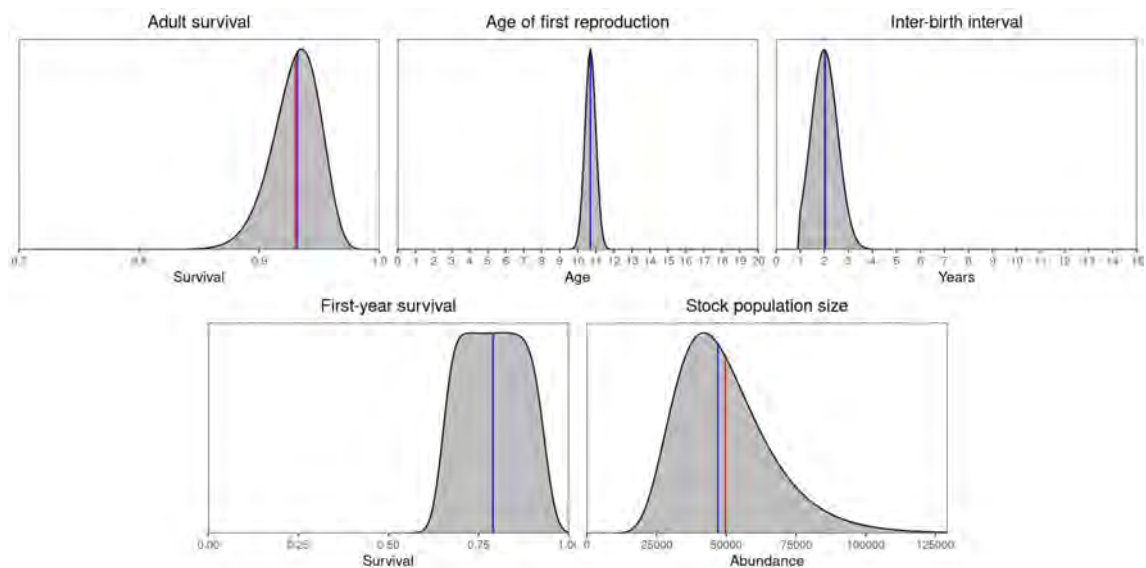 Adult survival
Age of first reproduction
Inter-birth interval
0.7 0.8 0.9 1.0
0 1 2 3 4 5 6 7 8 9 10 11 12 13 14 15 16 17 18 19 20
0 1 2 3 4 5 6 7 8 9 10 11 12 13 14 15
Survival
Age
Years
First-year survival
Stock population size
0.00 0.25 0.50 0.75 1.0
0 25000 50000 75000 100000 125000
Survival
Abundance